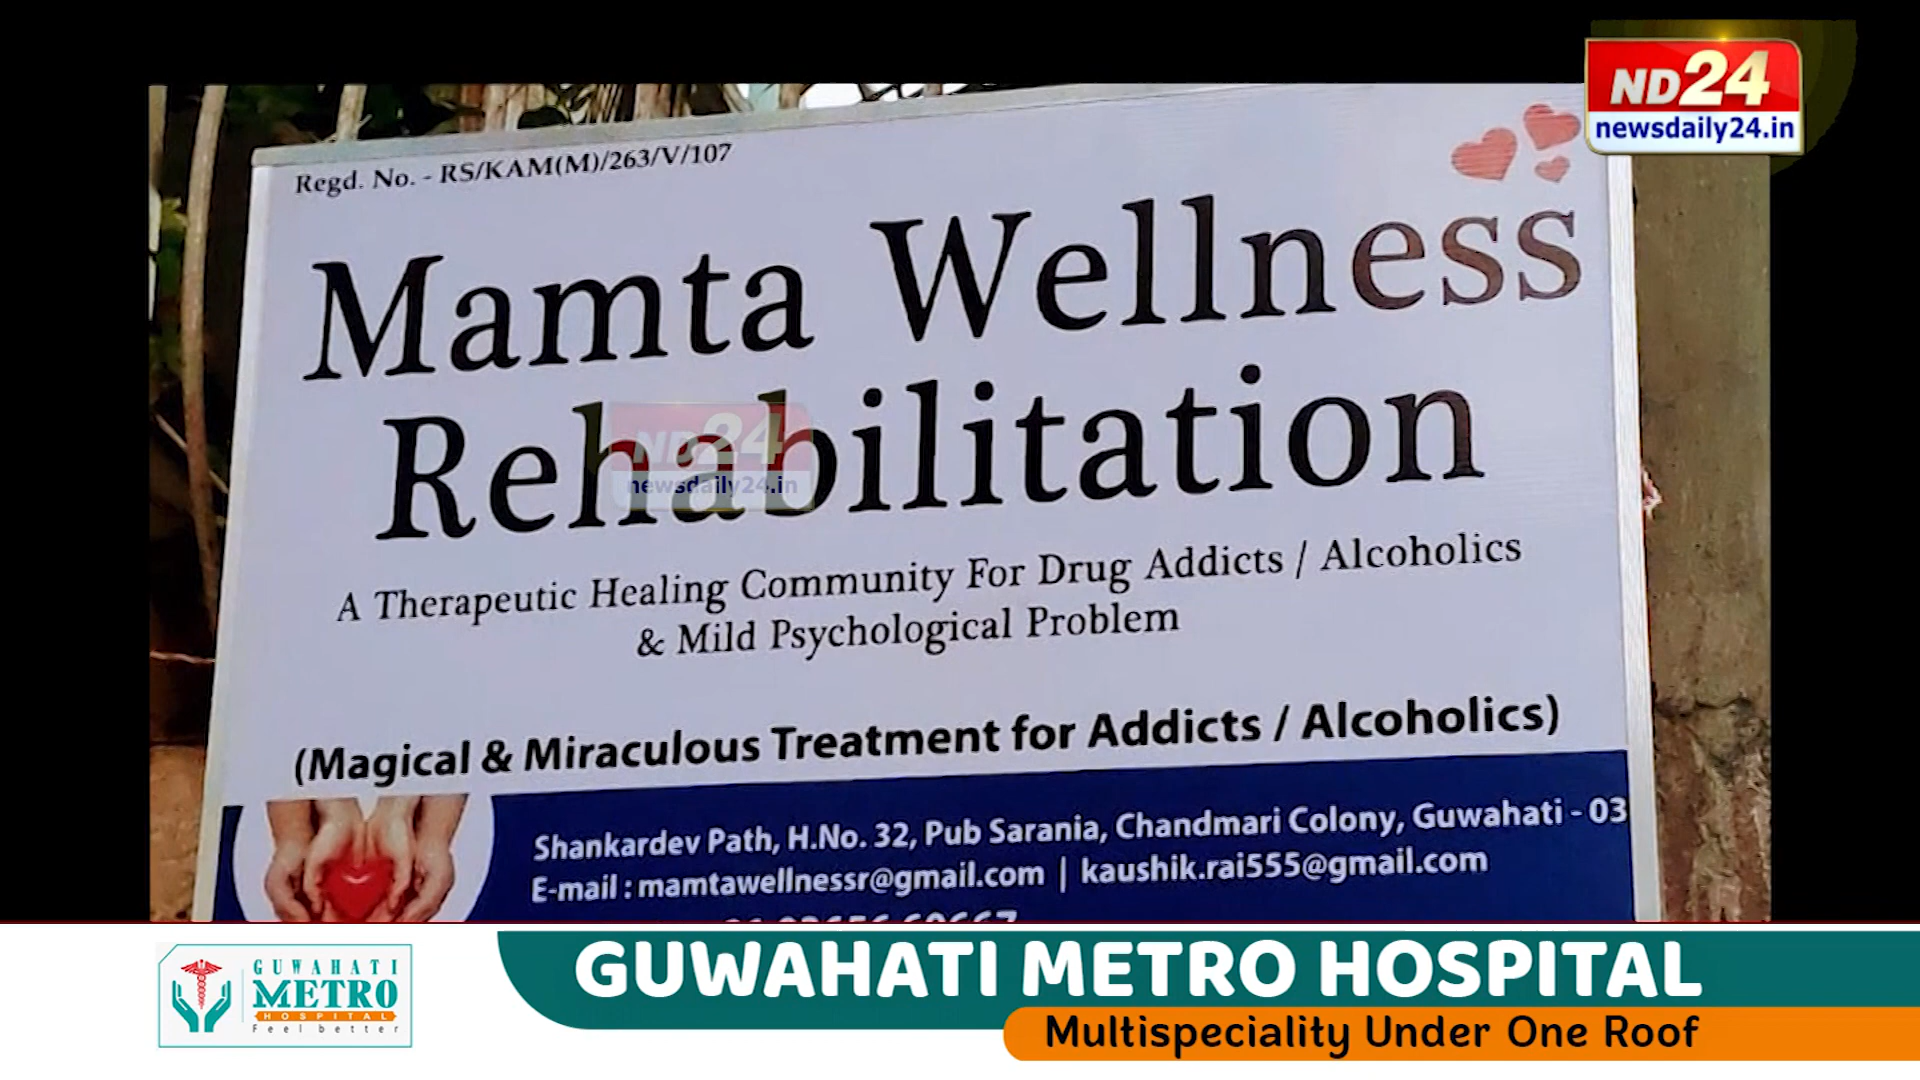 ND24
newsdaily24.in
Regd. No. - RS/KAM(M)/263/V/107
Mamta Wellness
Rehabilitation
ND24
newsdaily24.in
A Therapeutic Healing Community For Drug Addicts / Alcoholics
& Mild Psychological Problem
(Magical & Miraculous Treatment for Addicts / Alcoholics)
Shankardev Path, H.No. 32, Pub Sarania, Chandmari Colony, Guwahati - 03
E-mail : mamtawellnessr@gmail.com | kaushik.rai555@gmail.com
GUWAHATI
METRO
HOSPITAL
Feel better
GUWAHATI METRO HOSPITAL
Multispeciality Under One Roof